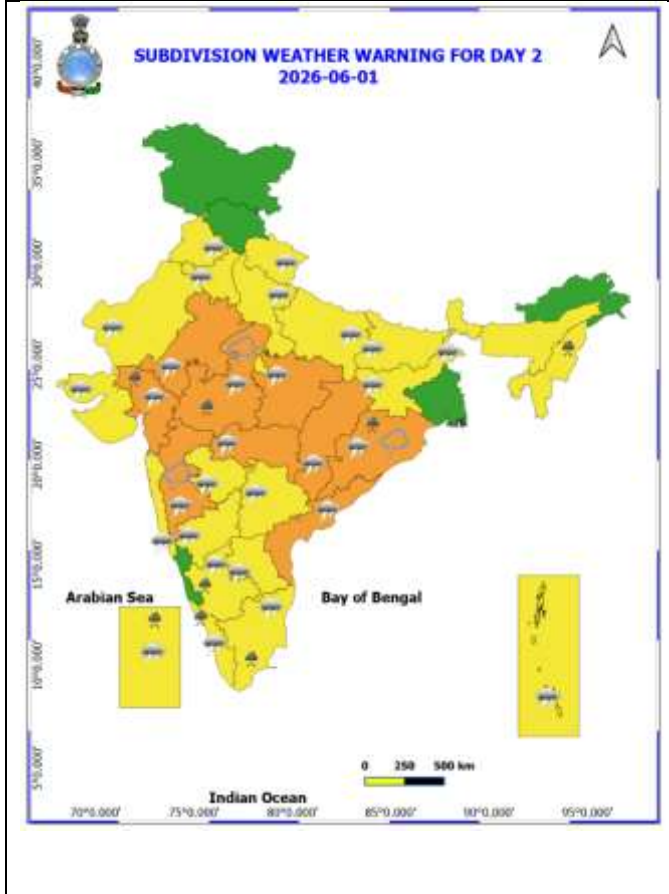 SUBDIVISION WEATHER WARNING FOR DAY 2
2026-06-01
40°0.000'
35°0.000'
30°0.000'
25°0.000'
20°0.000'
15°0.000'
10°0.000'
5°0.000'
Arabian Sea
Bay of Bengal
0 250 500 km
Indian Ocean
70°0.000' 75°0.000' 80°0.000' 85°0.000' 90°0.000' 95°0.000'